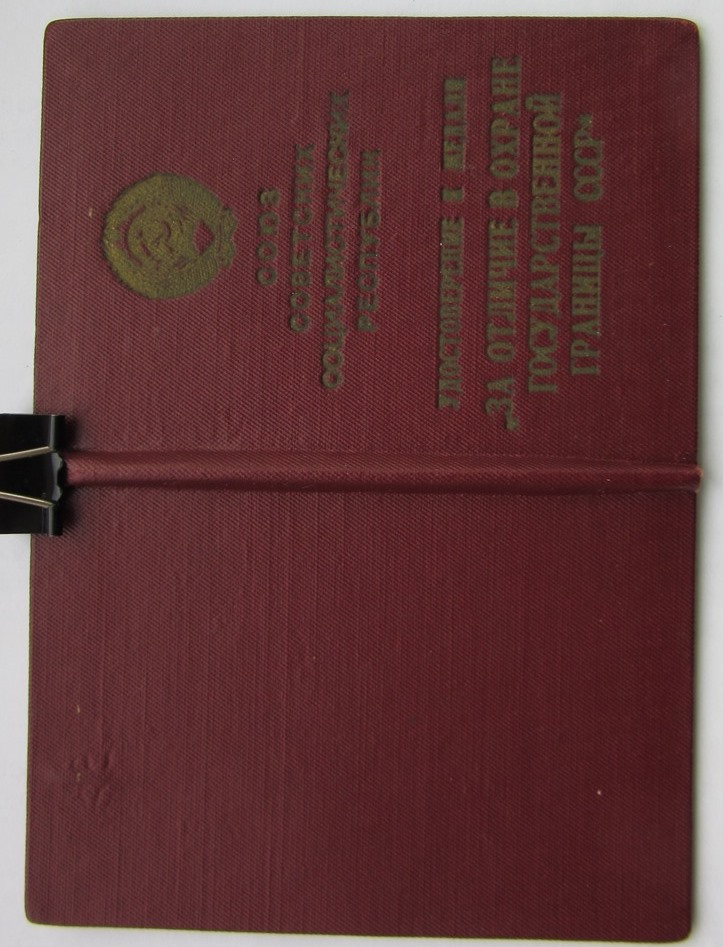 СОЮЗ
СОВЕТСКИХ
СОЦИАЛИСТИЧЕСКИХ
РЕСПУБЛИК
УДОСТОВЕРЕНИЕ К МЕДАЛИ
„ЗА ОТЛИЧИЕ В ОХРАНЕ
ГОСУДАРСТВЕННОЙ
ГРАНИЦЫ СССР“